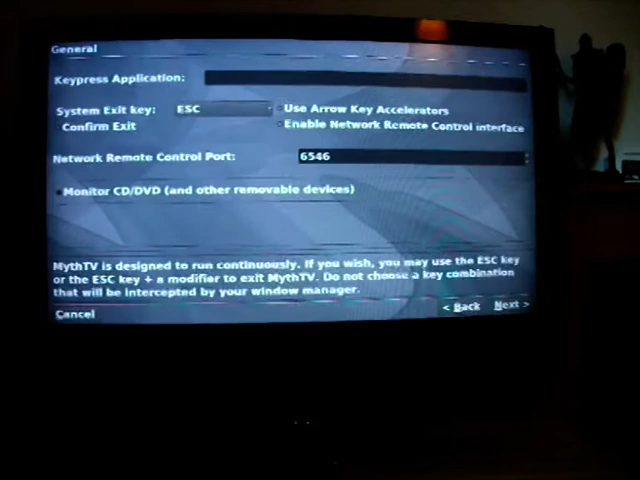 General
Keypress Application:
System Exit key: ESC Use Arrow Key Accelerators
Confirm Exit Enable Network Remote Control interface
Network Remote Control Port: 6546
Monitor CD/DVD (and other removable devices)
MythTV is designed to run continuously. If you wish, you may use the ESC key
or the ESC key + a modifier to exit MythTV. Do not choose a key combination
that will be intercepted by your window manager.
Cancel < Back Next >